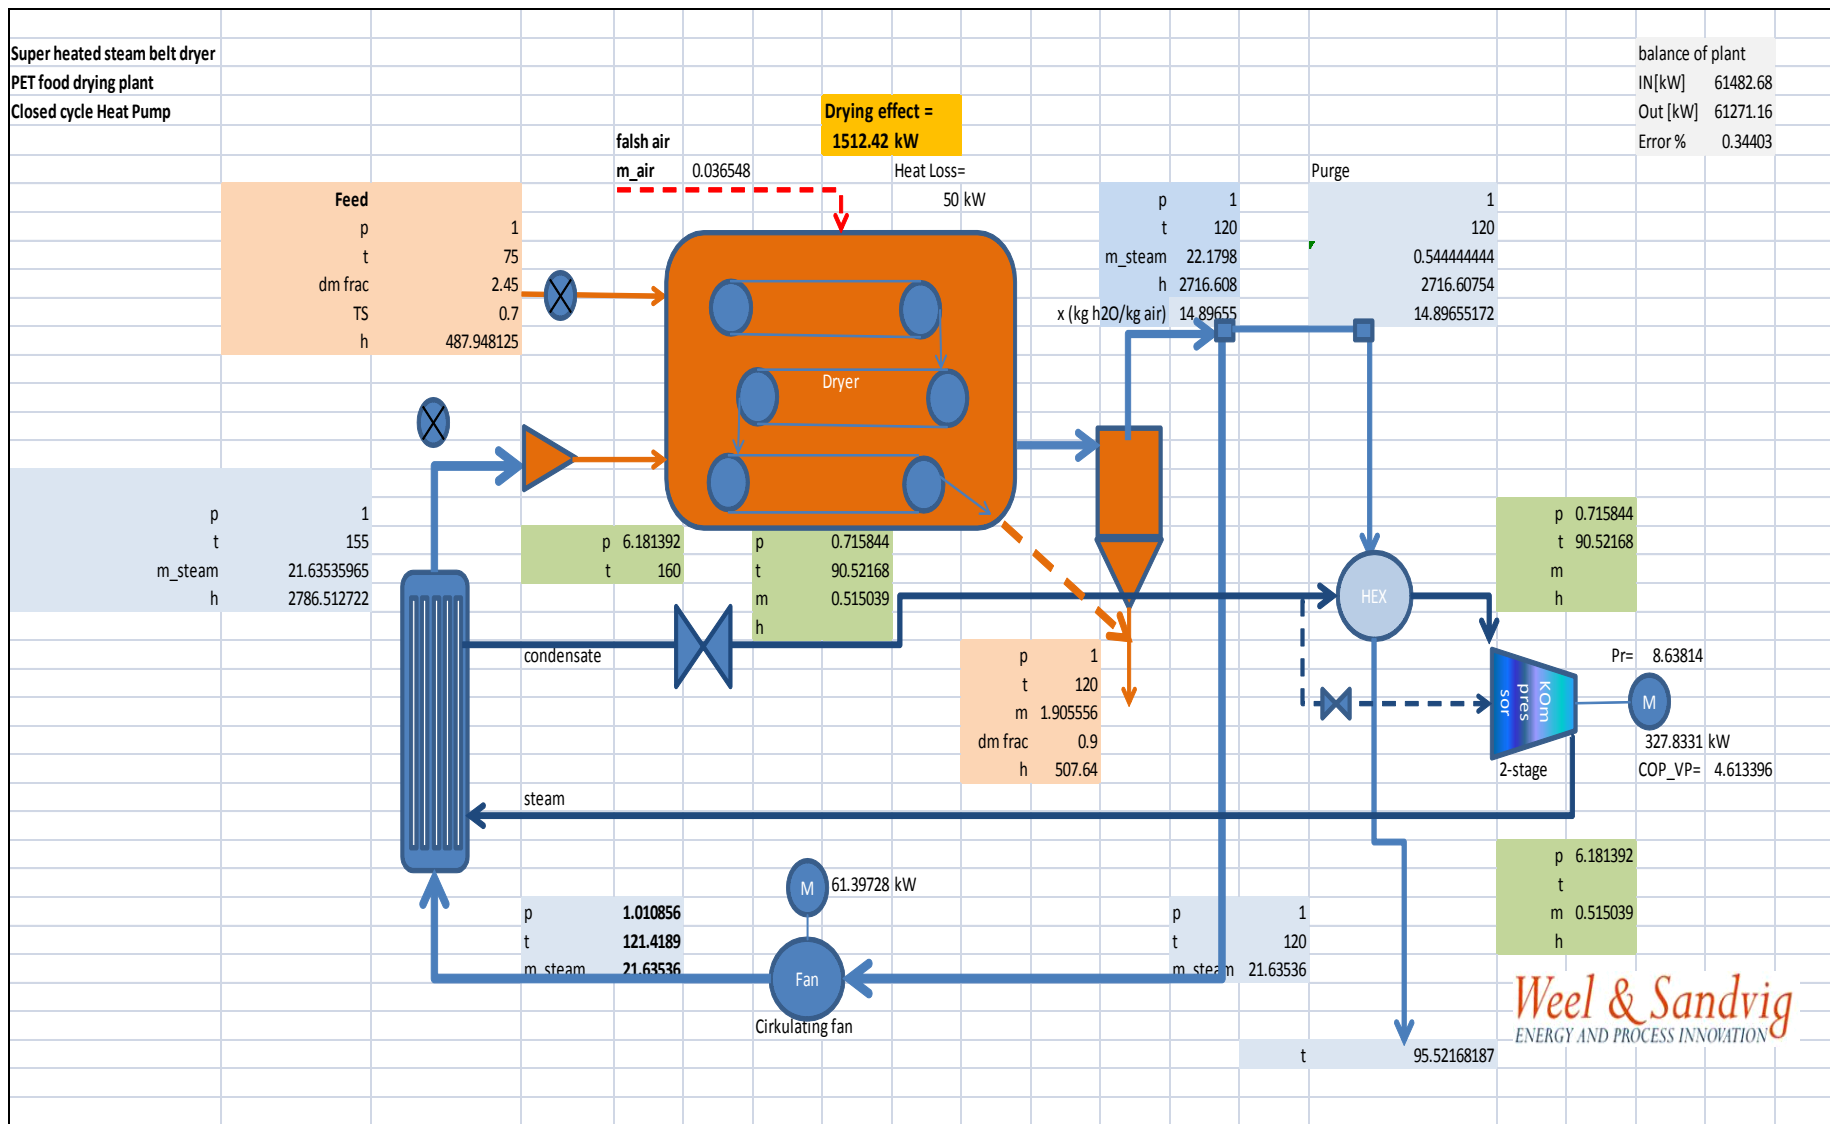 Super heated steam belt dryer
PET food drying plant
Closed cycle Heat Pump
balance of plant
IN[kW] 61482.68
Out [kW] 61271.16
Error % 0.34403
Drying effect =
1512.42 kW
falsh air
m_air 0.036548
Heat Loss=
50 kW
Feed
p 1
t 75
dm frac 2.45
TS 0.7
h 487.948125
p 1
t 120
m_steam 22.1798
h 2716.608
x (kg h2O/kg air) 14.89655
Purge
1
120
0.544444444
2716.60754
14.89655172
Dryer
p 1
t 155
m_steam 21.63535965
h 2786.512722
p 6.181392
t 160
p 0.715844
t 90.52168
m 0.515039
h
condensate
HEX
p 0.715844
t 90.52168
m
h
p 1
t 120
m 1.905556
dm frac 0.9
h 507.64
KOm
pres
sor
Pr= 8.63814
M
327.8331 kW
2-stage
COP_VP= 4.613396
steam
M
61.39728 kW
p 1.010856
t 121.4189
m_steam 21.63536
Fan
Cirkulating fan
p 1
t 120
m_steam 21.63536
p 6.181392
t
m 0.515039
h
t 95.52168187
Weel & Sandvig
ENERGY AND PROCESS INNOVATION